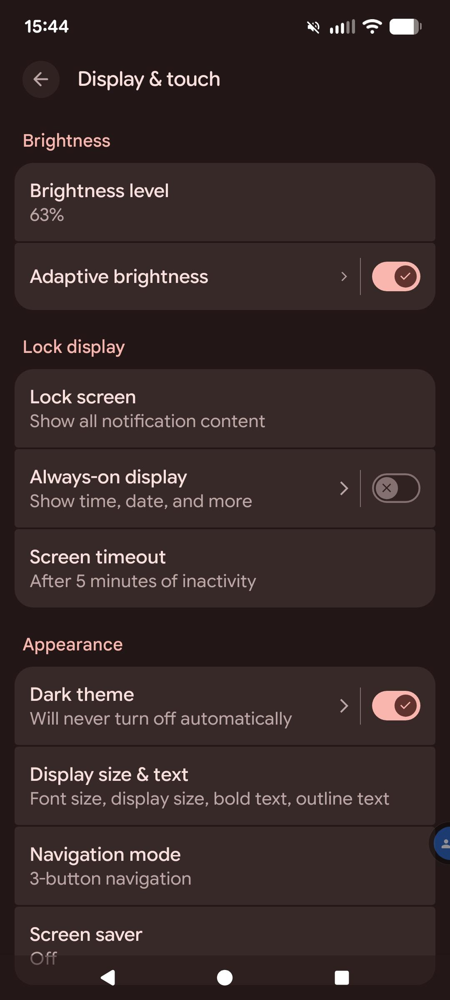 15:44
Display & touch
Brightness
Brightness level
63%
Adaptive brightness
Lock display
Lock screen
Show all notification content
Always-on display
Show time, date, and more
Screen timeout
After 5 minutes of inactivity
Appearance
Dark theme
Will never turn off automatically
Display size & text
Font size, display size, bold text, outline text
Navigation mode
3-button navigation
Screen saver
Off